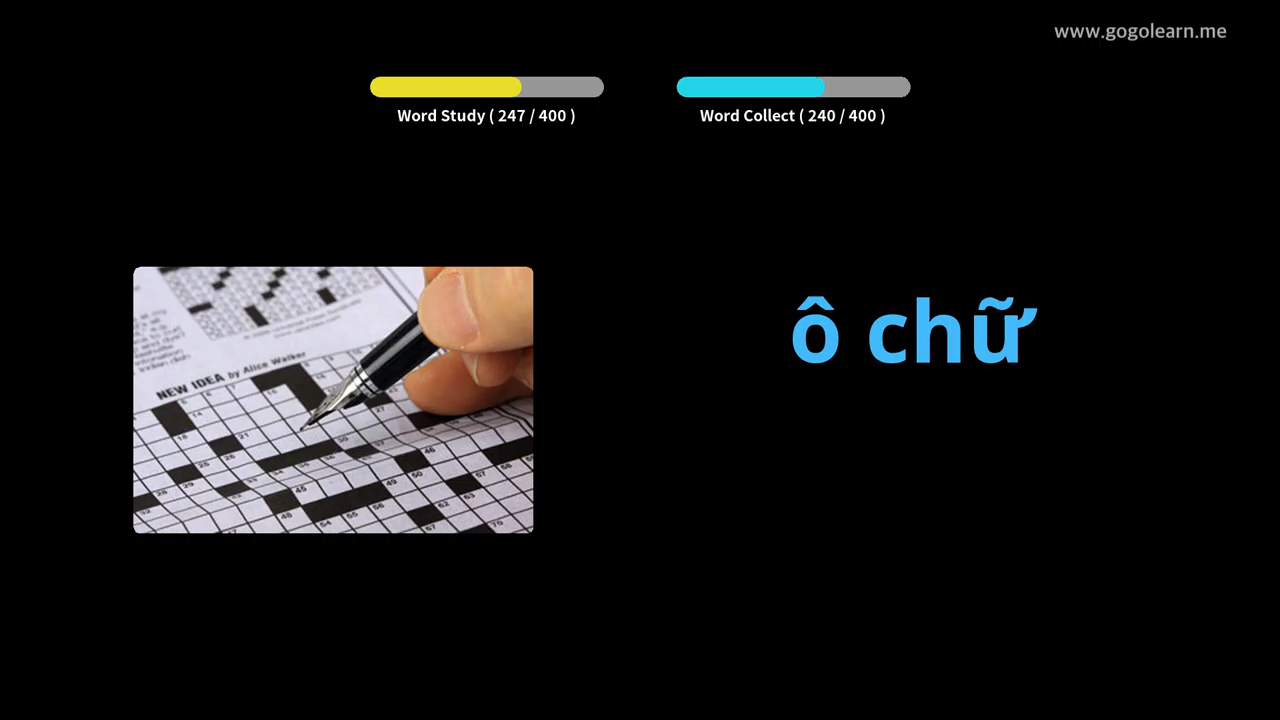 www.gogolearn.me
Word Study ( 247 / 400 )
Word Collect ( 240 / 400 )
ô chữ
NEW IDEA by Alice Walker